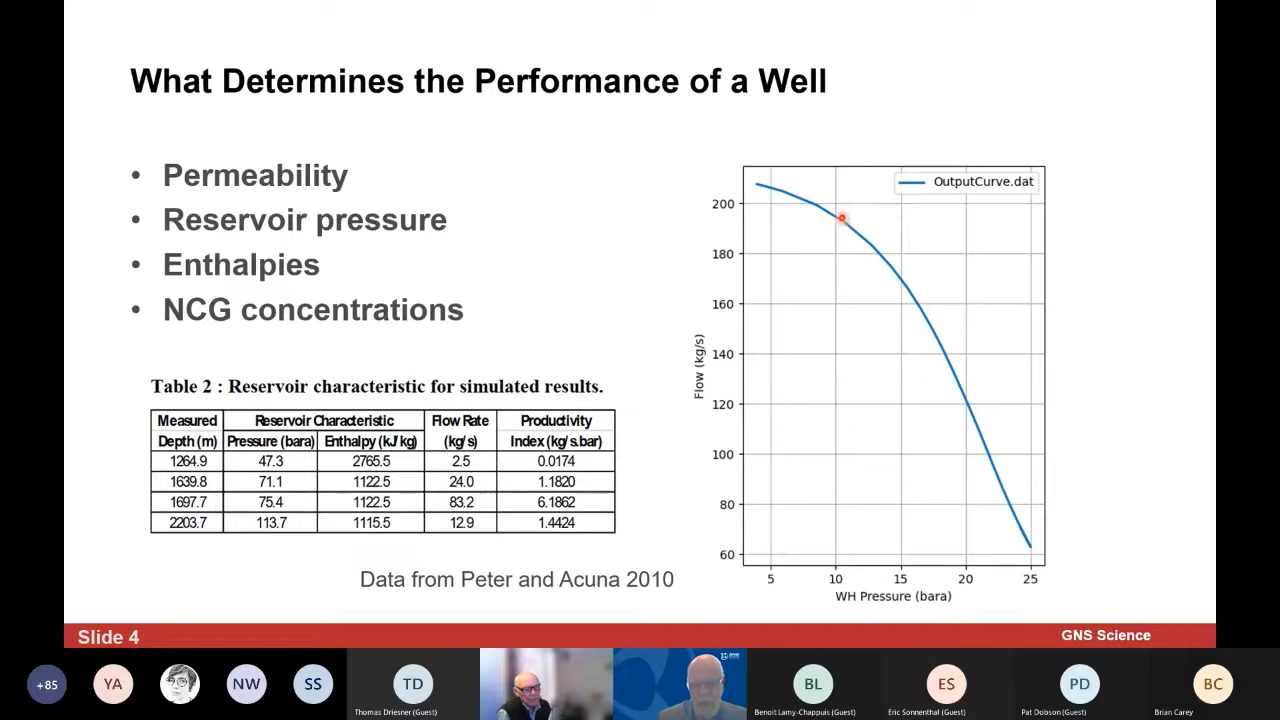 What Determines the Performance of a Well
• Permeability
• Reservoir pressure
• Enthalpies
• NCG concentrations
Table 2 : Reservoir characteristic for simulated results.
Measured Reservoir Characteristic Flow Rate Productivity
Depth (m) Pressure (bara) Enthalpy (kJ/kg) (kg/s) Index (kg/s.bar)
1264.9 47.3 2765.5 2.5 0.0174
1639.8 71.1 1122.5 24.0 1.1820
1697.7 75.4 1122.5 83.2 6.1862
2203.7 113.7 1115.5 12.9 1.4424
Data from Peter and Acuna 2010
OutputCurve.dat
Flow (kg/s)
200
180
160
140
120
100
80
60
5 10 15 20 25
WH Pressure (bara)
Slide 4
GNS Science
+85
YA
NW
SS
TD
Thomas Driesner (Guest)
BL
Benoit Lamy-Chappuis (Guest)
ES
Eric Sonnenthal (Guest)
PD
Pat Dobson (Guest)
BC
Brian Carey